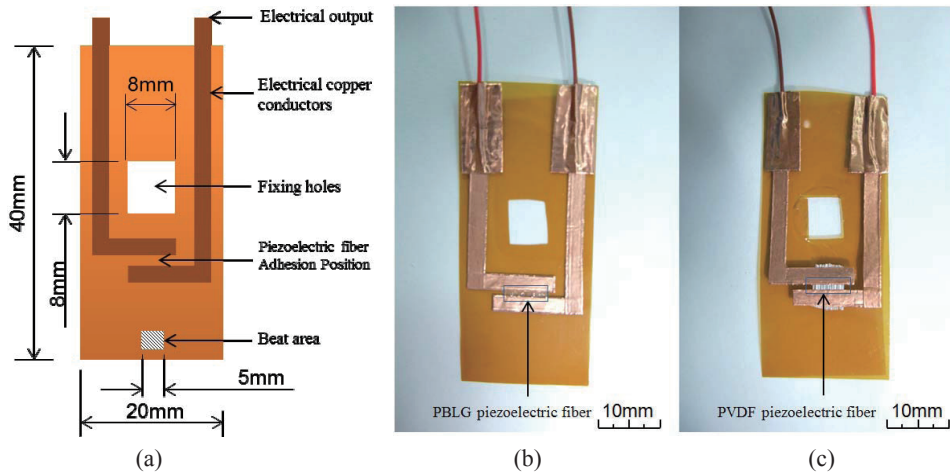 Electrical output
8mm
Electrical copper
conductors
40mm
Fixing holes
8mm
Piezoelectric fiber
Adhesion Position
Beat area
5mm
20mm
(a)
PBLG piezoelectric fiber
10mm
(b)
PVDF piezoelectric fiber
10mm
(c)